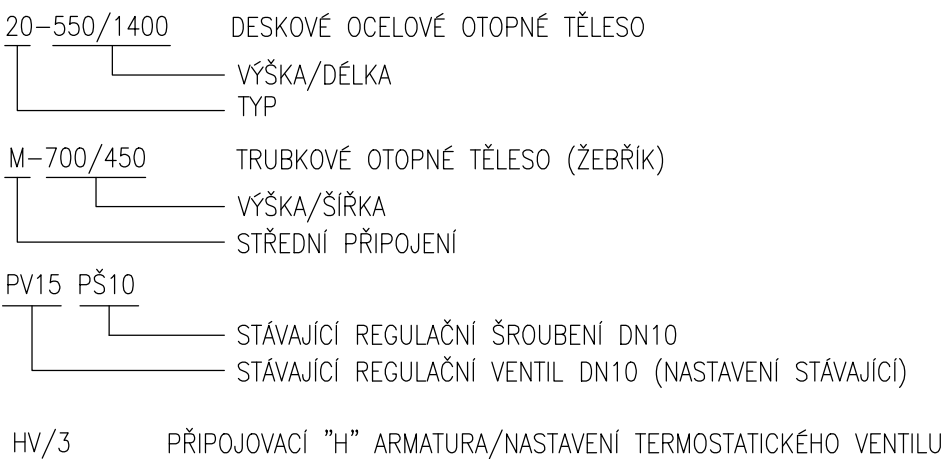 20-550/1400 DESKOVÉ OCELOVÉ OTOPNÉ TĚLESO
VÝŠKA/DÉLKA
TYP
M-700/450 TRUBKOVÉ OTOPNÉ TĚLESO (ŽEBŘÍK)
VÝŠKA/ŠÍŘKA
STŘEDNÍ PŘIPOJENÍ
PV15 PŠ10
STÁVAJÍCÍ REGULAČNÍ ŠROUBENÍ DN10
STÁVAJÍCÍ REGULAČNÍ VENTIL DN10 (NASTAVENÍ STÁVAJÍCÍ)
HV/3 PŘIPOJOVACÍ "H" ARMATURA/NASTAVENÍ TERMOSTATICKÉHO VENTILU